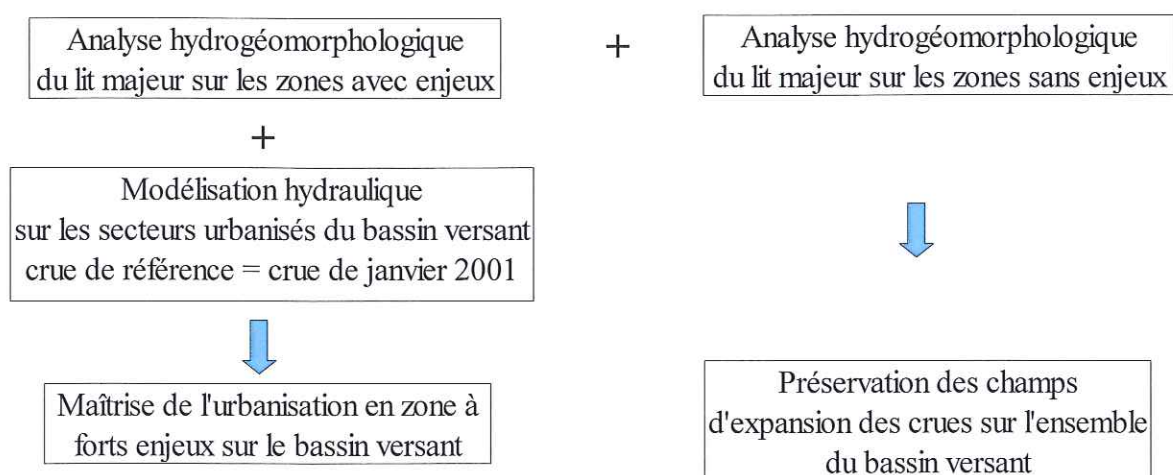 Analyse hydrogéomorphologique
du lit majeur sur les zones avec enjeux
+
Analyse hydrogéomorphologique
du lit majeur sur les zones sans enjeux
+
Modélisation hydraulique
sur les secteurs urbanisés du bassin versant
crue de référence = crue de janvier 2001
Maîtrise de l'urbanisation en zone à
forts enjeux sur le bassin versant
Préservation des champs
d'expansion des crues sur l'ensemble
du bassin versant